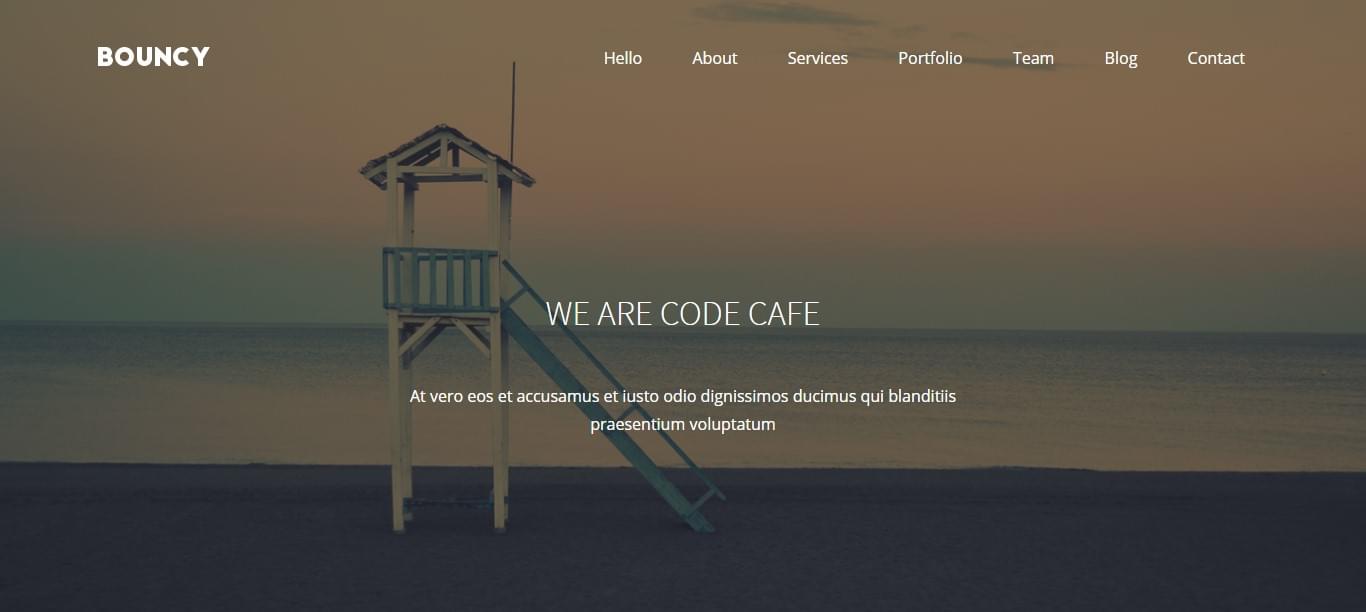 BOUNCY
Hello About Services Portfolio Team Blog Contact
WE ARE CODE CAFE
At vero eos et accusamus et iusto odio dignissimos ducimus qui blanditiis
praesentium voluptatum